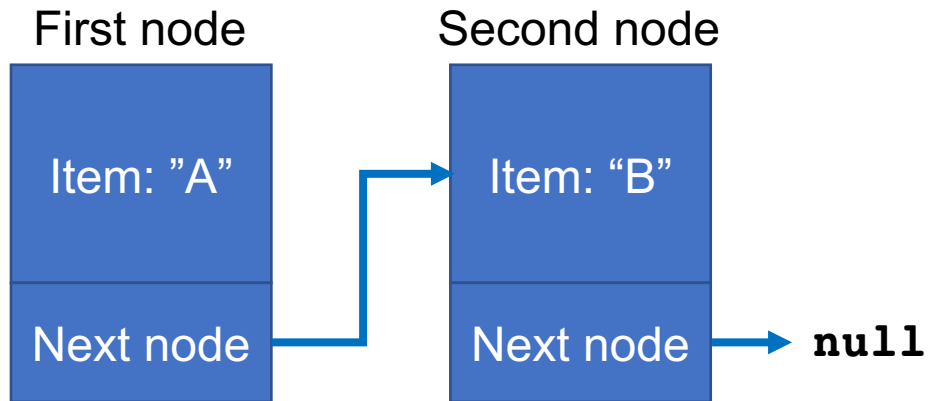 First node
Second node
Item: ”A”
Item: “B”
Next node
Next node
null